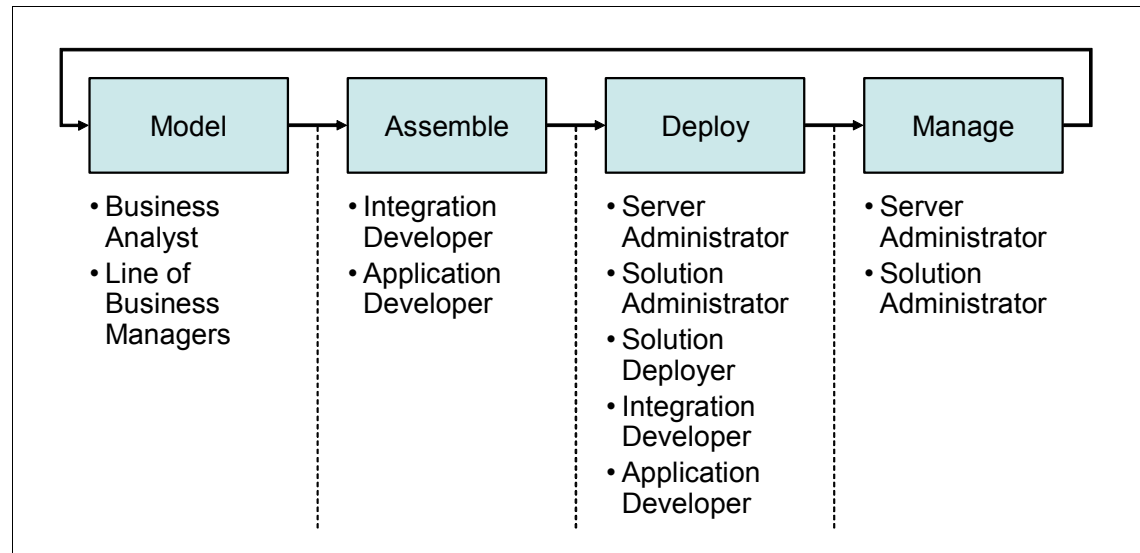 Model
Assemble
Deploy
Manage
• Business
Analyst
• Line of
Business
Managers
• Integration
Developer
• Application
Developer
• Server
Administrator
• Solution
Administrator
• Solution
Deployer
• Integration
Developer
• Application
Developer
• Server
Administrator
• Solution
Administrator